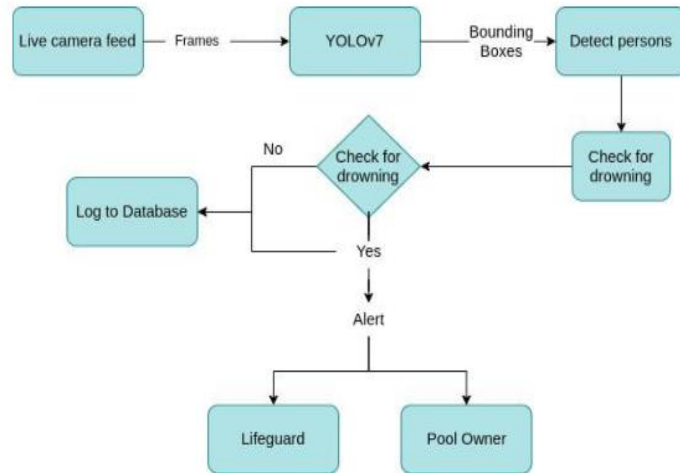 Live camera feed
Frames
YOLOv7
Bounding
Boxes
Detect persons
No
Check for
drowning
Check for
drowning
Log to Database
Yes
Alert
Lifeguard
Pool Owner